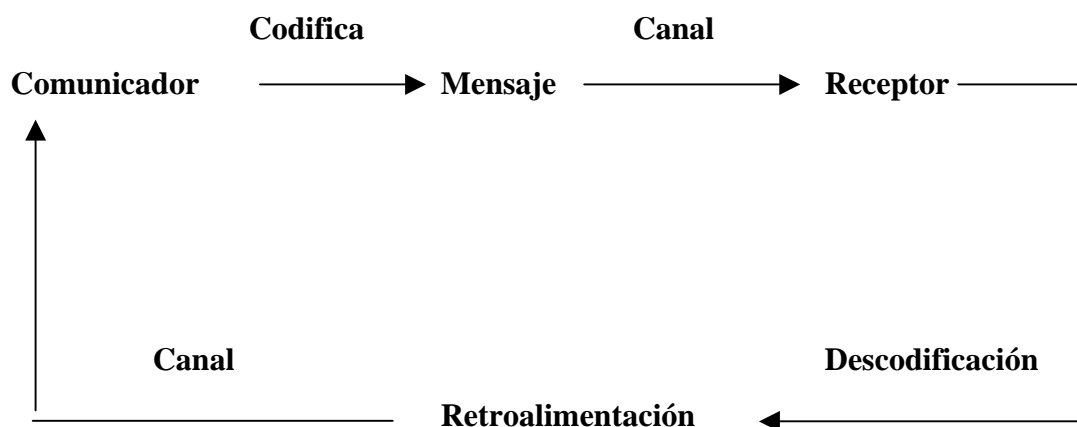 Codifica Canal
Comunicador Mensaje Receptor
Canal Descodificación
Retroalimentación